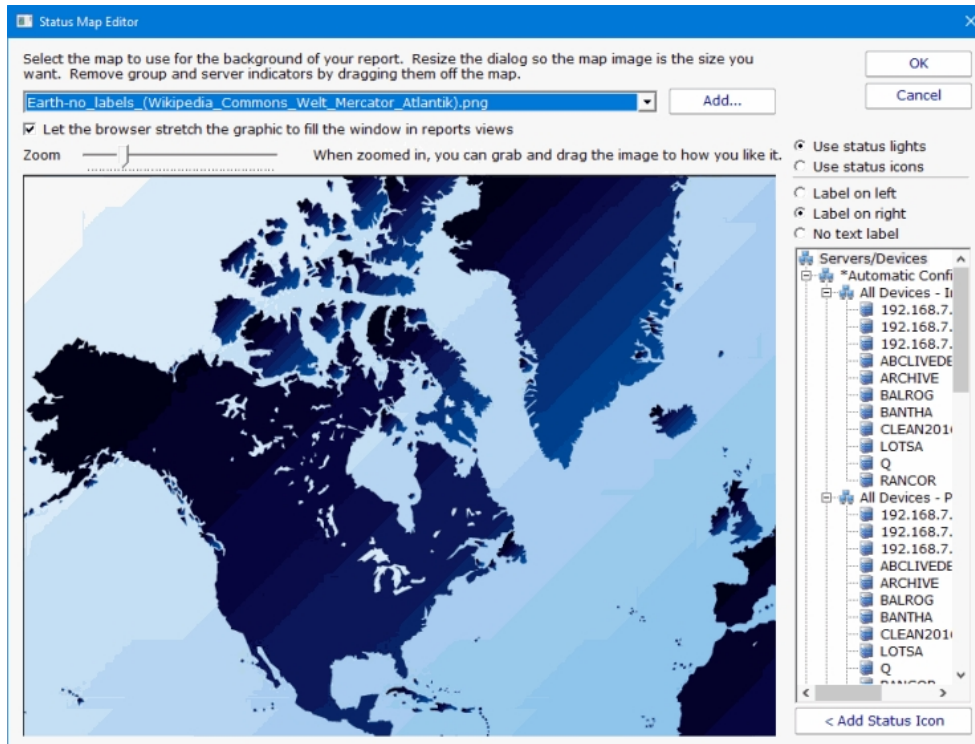 Status Map Editor
Select the map to use for the background of your report. Resize the dialog so the map image is the size you
want. Remove group and server indicators by dragging them off the map.
OK
Earth-no_labels_(Wikipedia_Commons_Welt_Mercator_Atlantik).png
Add...
Cancel
Let the browser stretch the graphic to fill the window in reports views
Zoom
When zoomed in, you can grab and drag the image to how you like it.
Use status lights
Use status icons
Label on left
Label on right
No text label
Servers/Devices
*Automatic Confi
All Devices - I
192.168.7.
192.168.7.
192.168.7.
ABCLIVEDE
ARCHIVE
BALROG
BANTHA
CLEAN201
LOTSA
Q
RANCOR
All Devices - P
192.168.7.
192.168.7.
192.168.7.
ABCLIVEDE
ARCHIVE
BALROG
BANTHA
CLEAN201
LOTSA
Q
< Add Status Icon